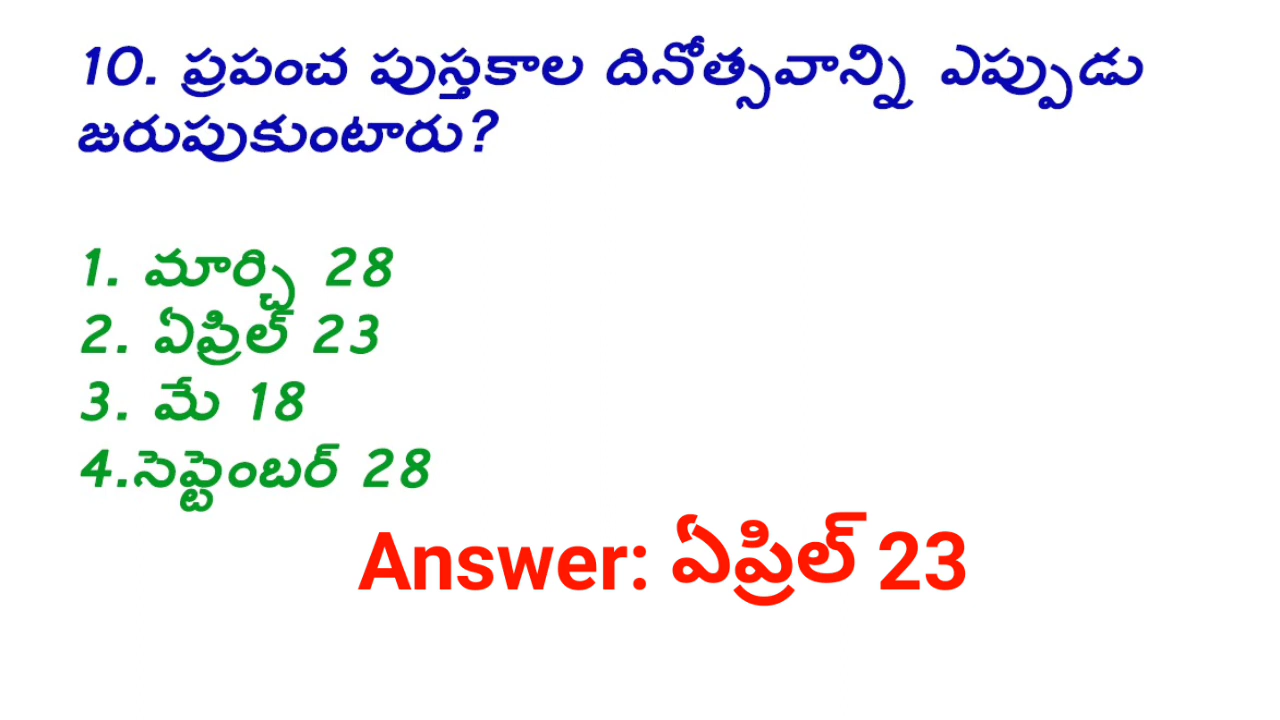 10. ప్రపంచ పుస్తకాల దినోత్సవాన్ని ఎప్పుడు
జరుపుకుంటారు?
1. మార్చి 28
2. ఏప్రిల్ 23
3. మే 18
4.సెప్టెంబర్ 28
Answer: ఏప్రిల్ 23